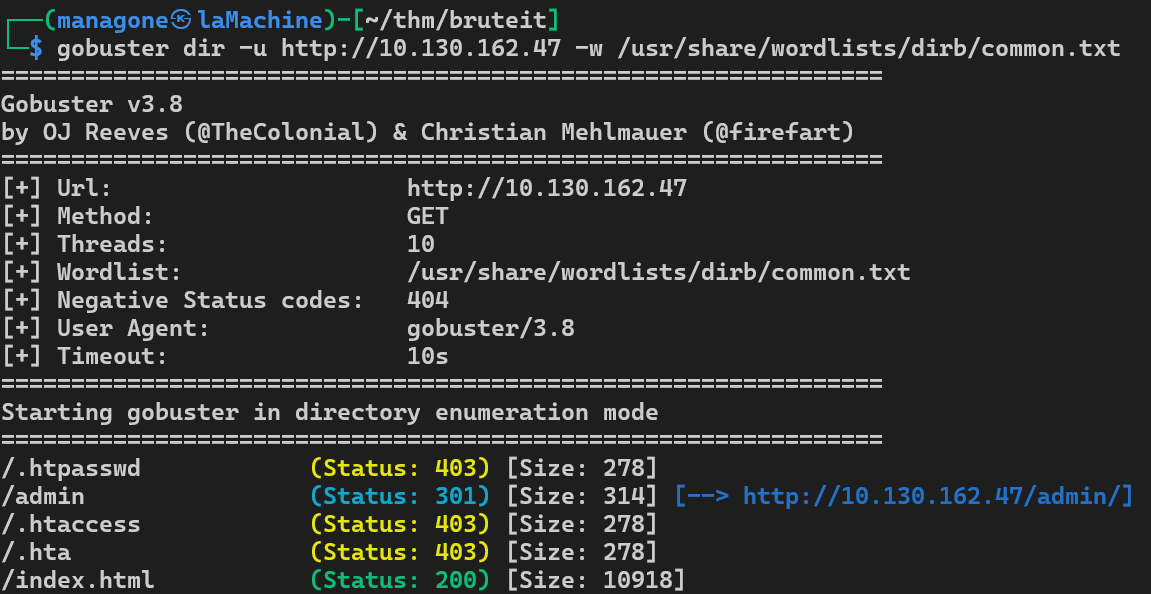 ┌──(managone㉿laMachine)-[~/thm/bruteit]
└─$ gobuster dir -u http://10.130.162.47 -w /usr/share/wordlists/dirb/common.txt
===============================================================
Gobuster v3.8
by OJ Reeves (@TheColonial) & Christian Mehlmauer (@firefart)
===============================================================
[+] Url:                     http://10.130.162.47
[+] Method:                  GET
[+] Threads:                 10
[+] Wordlist:                /usr/share/wordlists/dirb/common.txt
[+] Negative Status codes:   404
[+] User Agent:              gobuster/3.8
[+] Timeout:                 10s
===============================================================
Starting gobuster in directory enumeration mode
===============================================================
/.htpasswd            (Status: 403) [Size: 278]
/admin                (Status: 301) [Size: 314] [--> http://10.130.162.47/admin/]
/.htaccess            (Status: 403) [Size: 278]
/.hta                 (Status: 403) [Size: 278]
/index.html           (Status: 200) [Size: 10918]